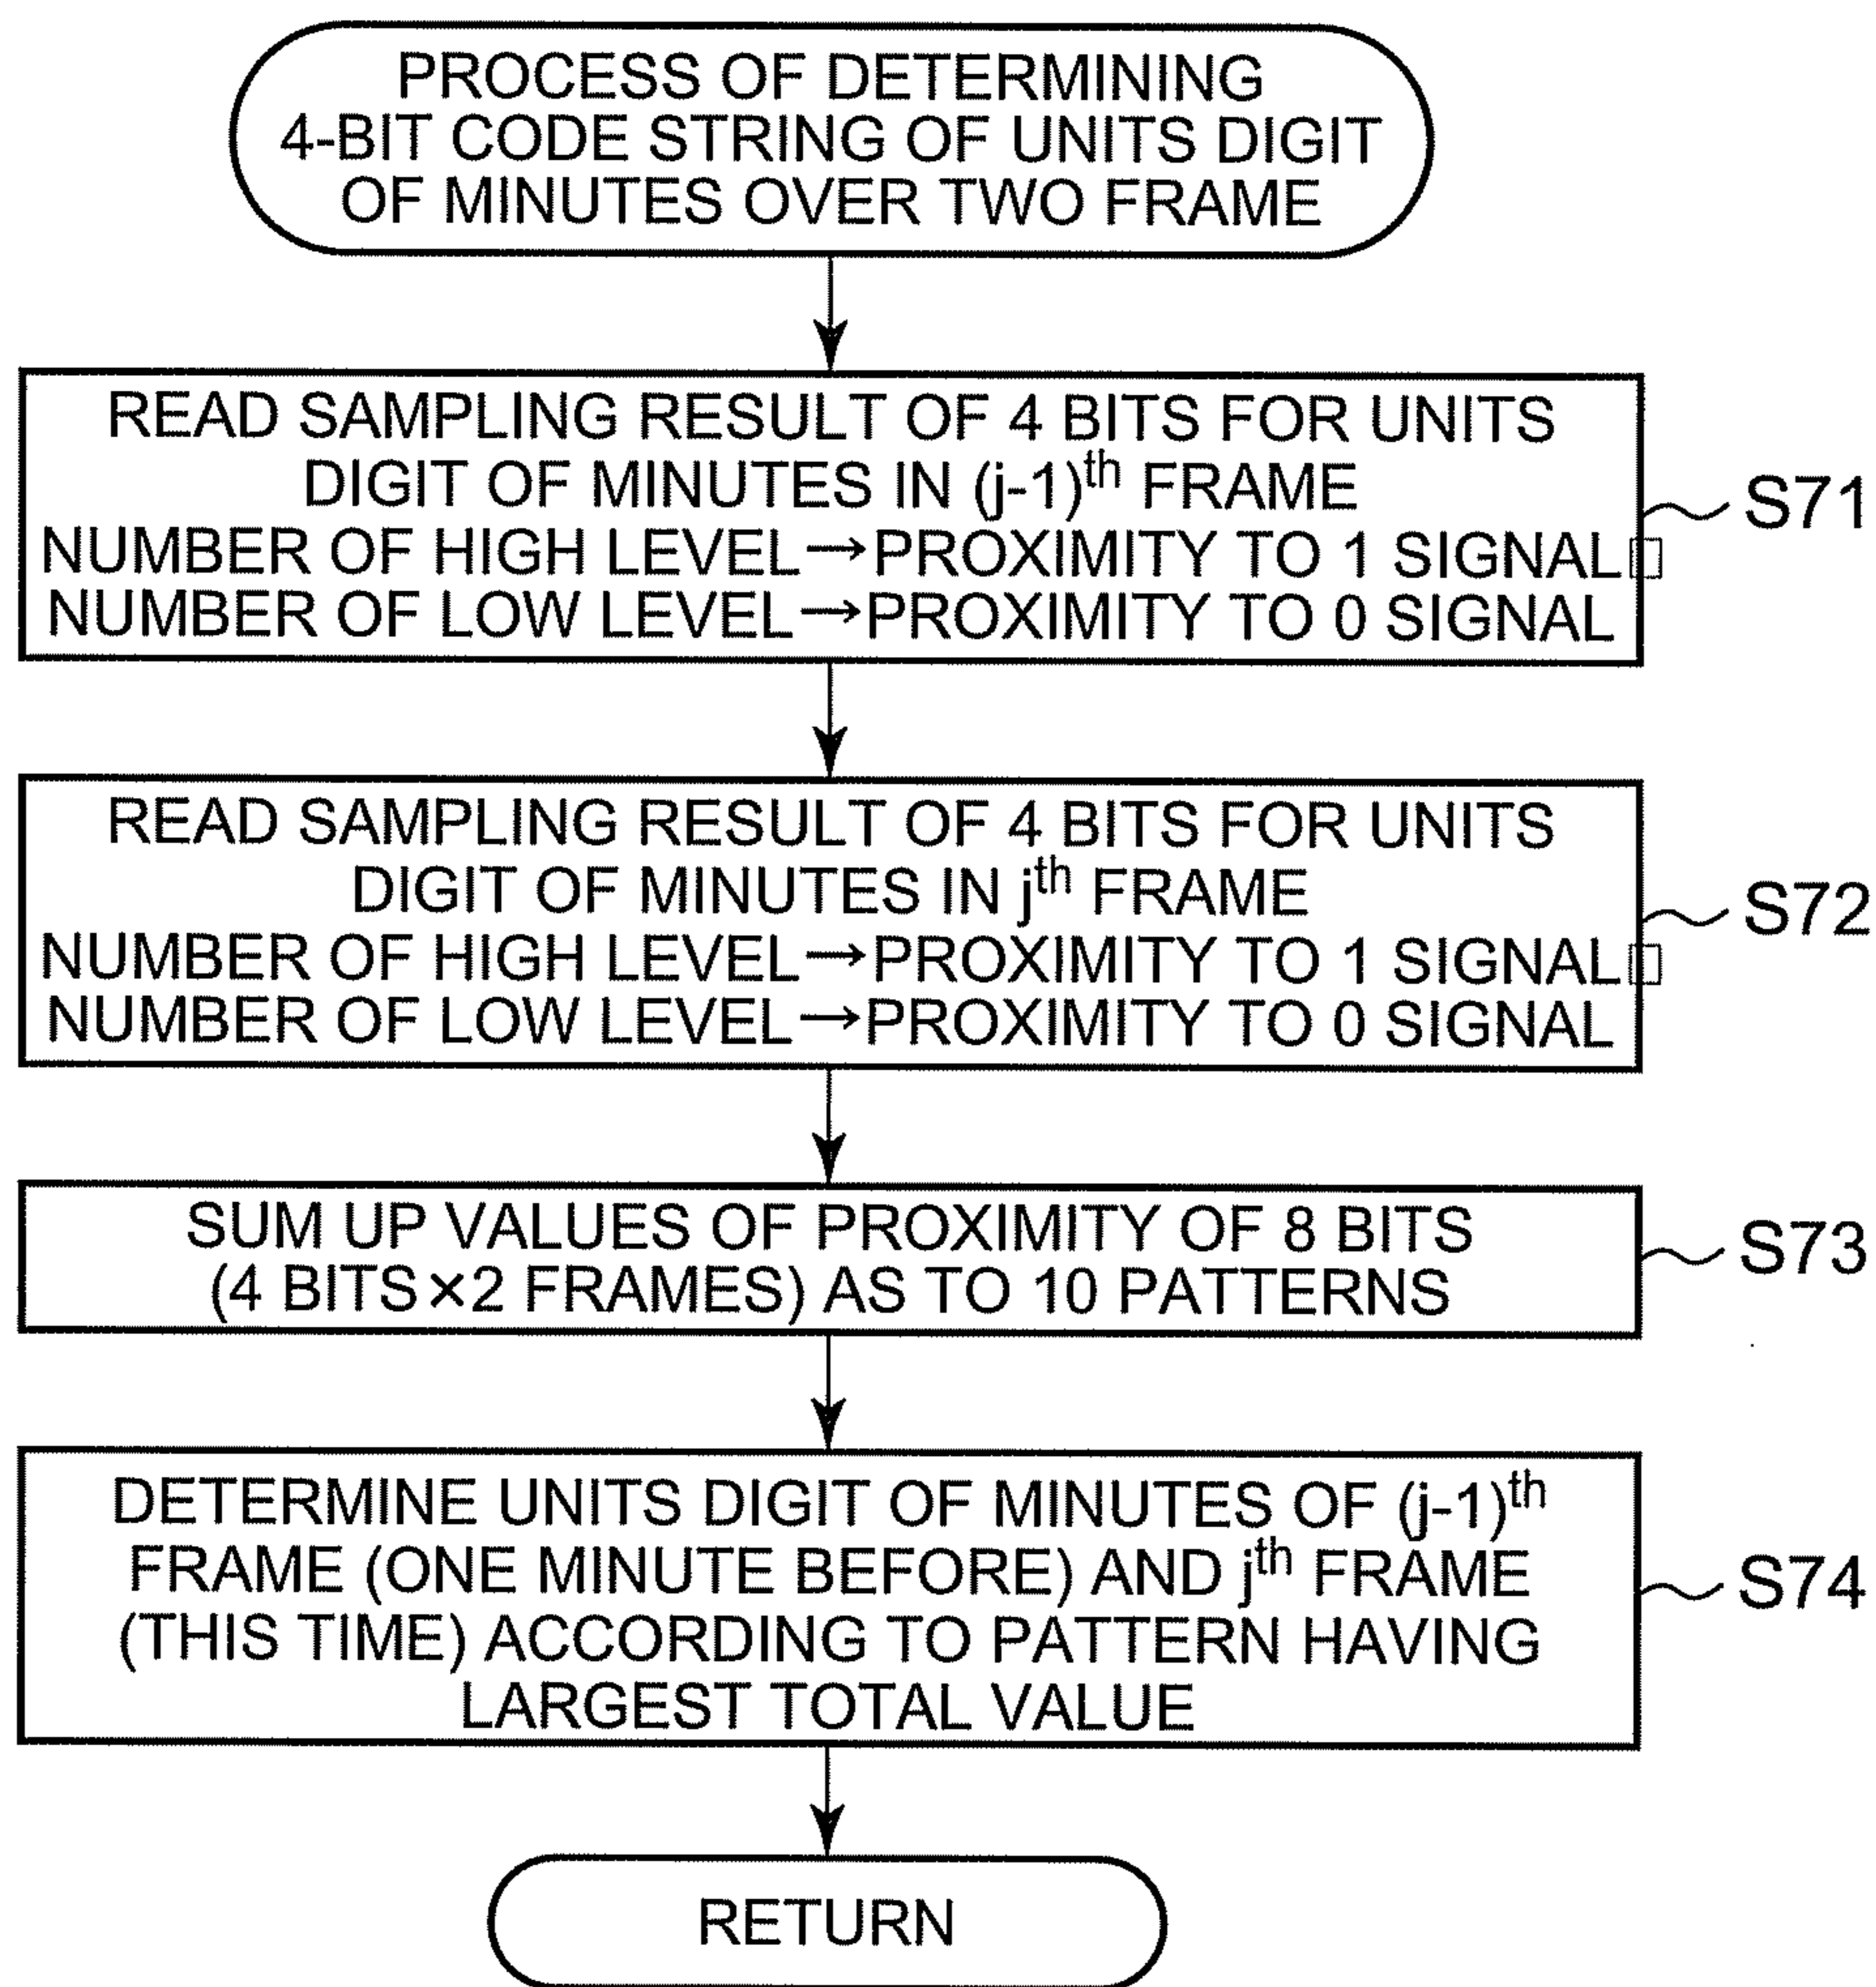 PROCESS OF DETERMINING
4-BIT CODE STRING OF UNITS DIGIT
OF MINUTES OVER TWO FRAME
READ SAMPLING RESULT OF 4 BITS FOR UNITS
DIGIT OF MINUTES IN (j-1)th FRAME
NUMBER OF HIGH LEVEL→PROXIMITY TO 1 SIGNAL
NUMBER OF LOW LEVEL→PROXIMITY TO 0 SIGNAL
S71
READ SAMPLING RESULT OF 4 BITS FOR UNITS
DIGIT OF MINUTES IN jth FRAME
NUMBER OF HIGH LEVEL→PROXIMITY TO 1 SIGNAL
NUMBER OF LOW LEVEL→PROXIMITY TO 0 SIGNAL
S72
SUM UP VALUES OF PROXIMITY OF 8 BITS
(4 BITS×2 FRAMES) AS TO 10 PATTERNS
S73
DETERMINE UNITS DIGIT OF MINUTES OF (j-1)th
FRAME (ONE MINUTE BEFORE) AND jth FRAME
(THIS TIME) ACCORDING TO PATTERN HAVING
LARGEST TOTAL VALUE
S74
RETURN